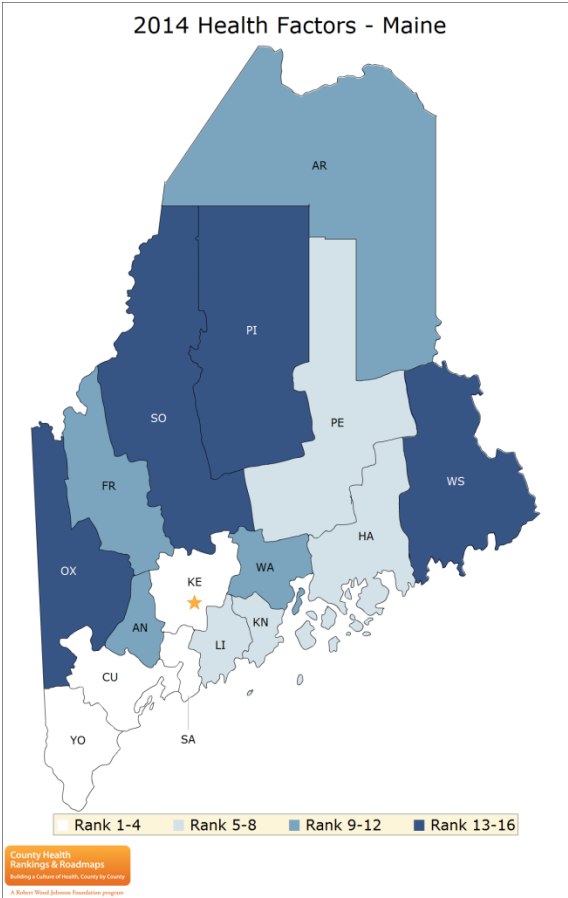 2014 Health Factors - Maine
AR
PI
SO
PE
FR
WS
HA
OX
WA
KE
AN
KN
LI
CU
YO
SA
Rank 1-4 Rank 5-8 Rank 9-12 Rank 13-16
County Health
Rankings & Roadmaps
Building a Culture of Health, County by County
A Robert Wood Johnson Foundation program